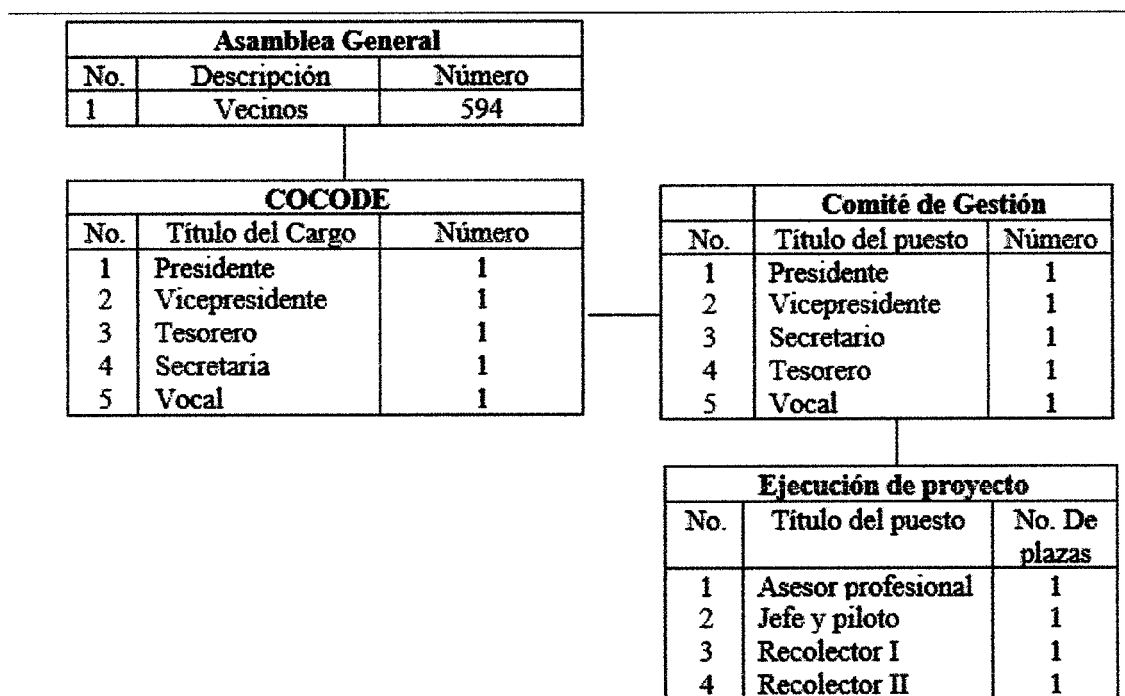 Asamblea General
No. Descripción Número
1 Vecinos 594
COCODE
No. Título del Cargo Número
1 Presidente 1
2 Vicepresidente 1
3 Tesorero 1
4 Secretaria 1
5 Vocal 1
Comité de Gestión
No. Título del puesto Número
1 Presidente 1
2 Vicepresidente 1
3 Secretario 1
4 Tesorero 1
5 Vocal 1
Ejecución de proyecto
No. Título del puesto No. De
plazas
1 Asesor profesional 1
2 Jefe y piloto 1
3 Recolector I 1
4 Recolector II 1